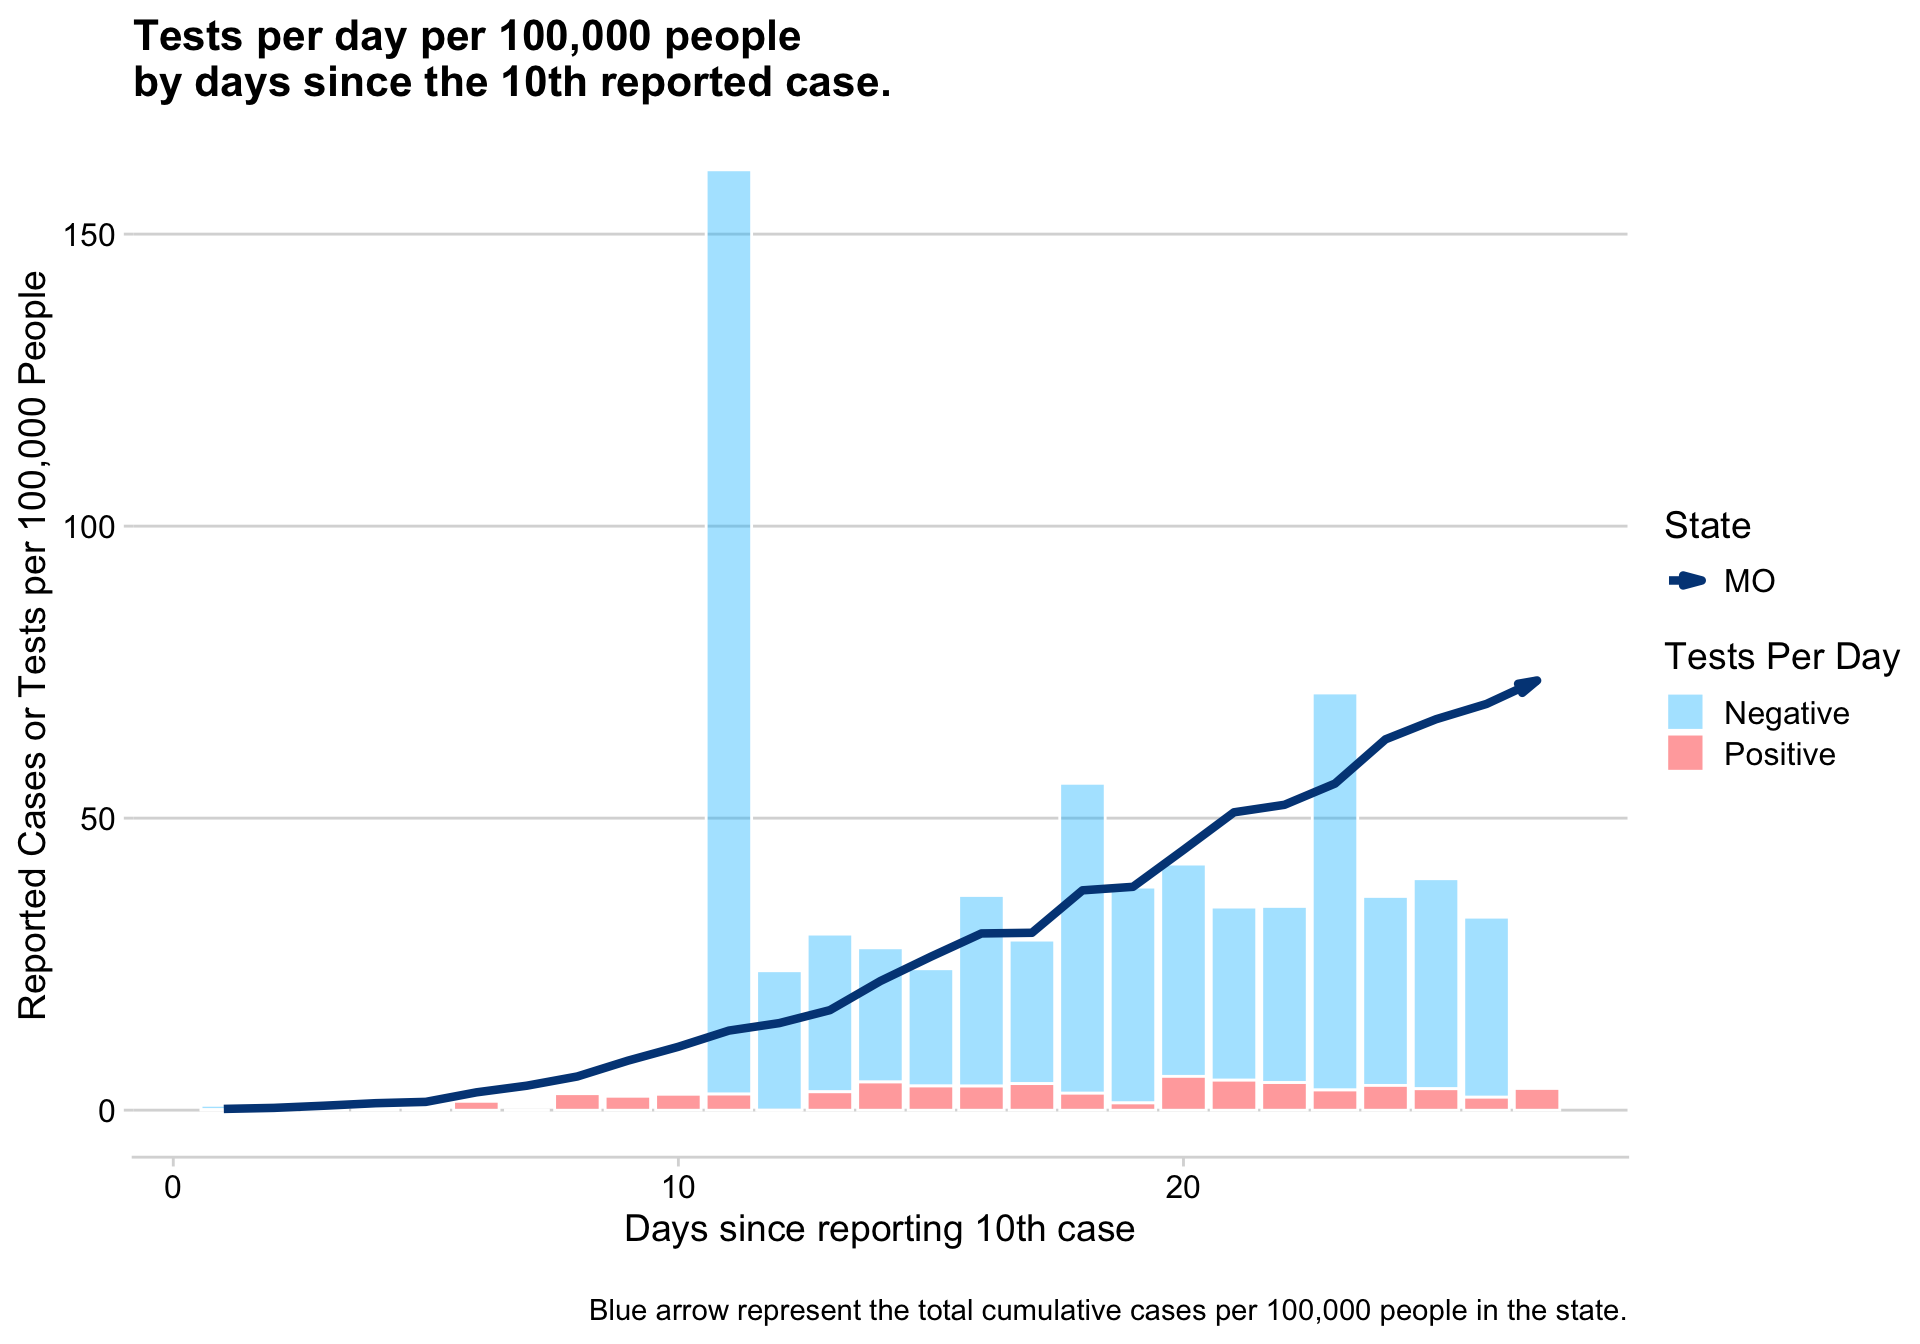 Tests per day per 100,000 people
by days since the 10th reported case.
Reported Cases or Tests per 100,000 People
150
100
50
0
0
10
20
Days since reporting 10th case
State
MO
Tests Per Day
Negative
Positive
Blue arrow represent the total cumulative cases per 100,000 people in the state.